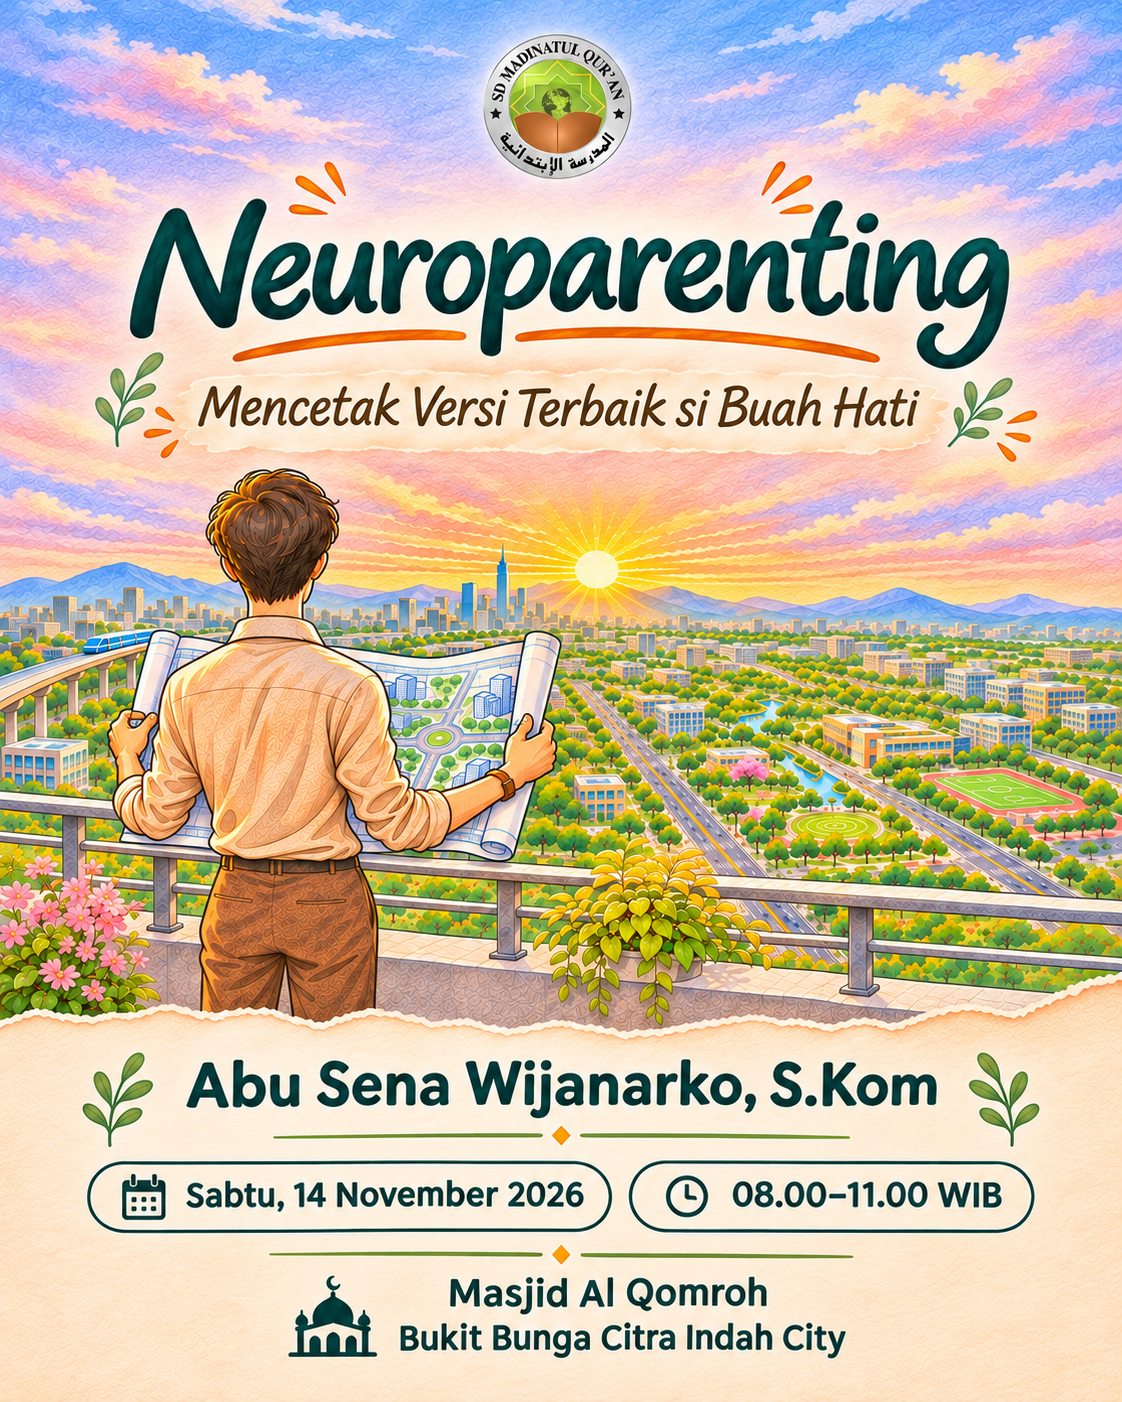 SD MADINATUL QUR'AN
المدرسة الإبتدائية
Neuroparenting
Mencetak Versi Terbaik si Buah Hati
Abu Sena Wijanarko, S.Kom
Sabtu, 14 November 2026
08.00–11.00 WIB
Masjid Al Qomroh
Bukit Bunga Citra Indah City